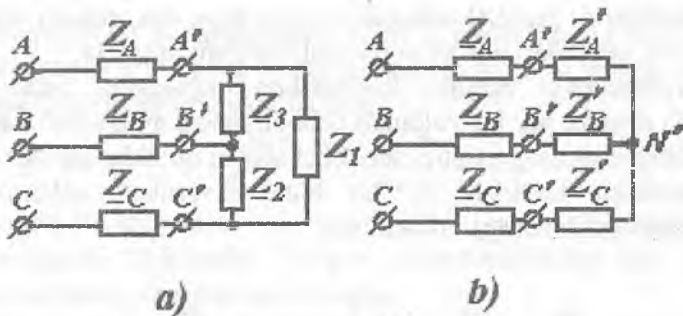 A Z_A A' Z_3 Z_1
B Z_B B' Z_2
C Z_C C'
a)
A Z_A A' Z'_A
B Z_B B' Z'_B N''
C Z_C C' Z'_C
b)